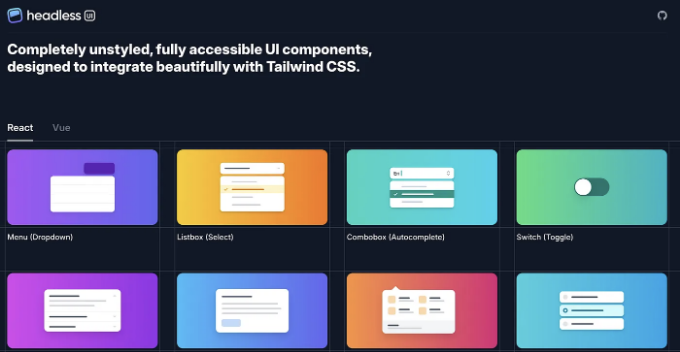 headless UI
Completely unstyled, fully accessible UI components,
designed to integrate beautifully with Tailwind CSS.
React Vue
Menu (Dropdown) Listbox (Select) Combobox (Autocomplete) Switch (Toggle)